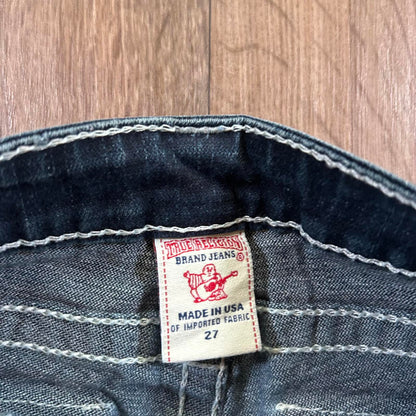 TRUE RELIGION
BRAND JEANS®
MADE IN USA
OF IMPORTED FABRIC
27